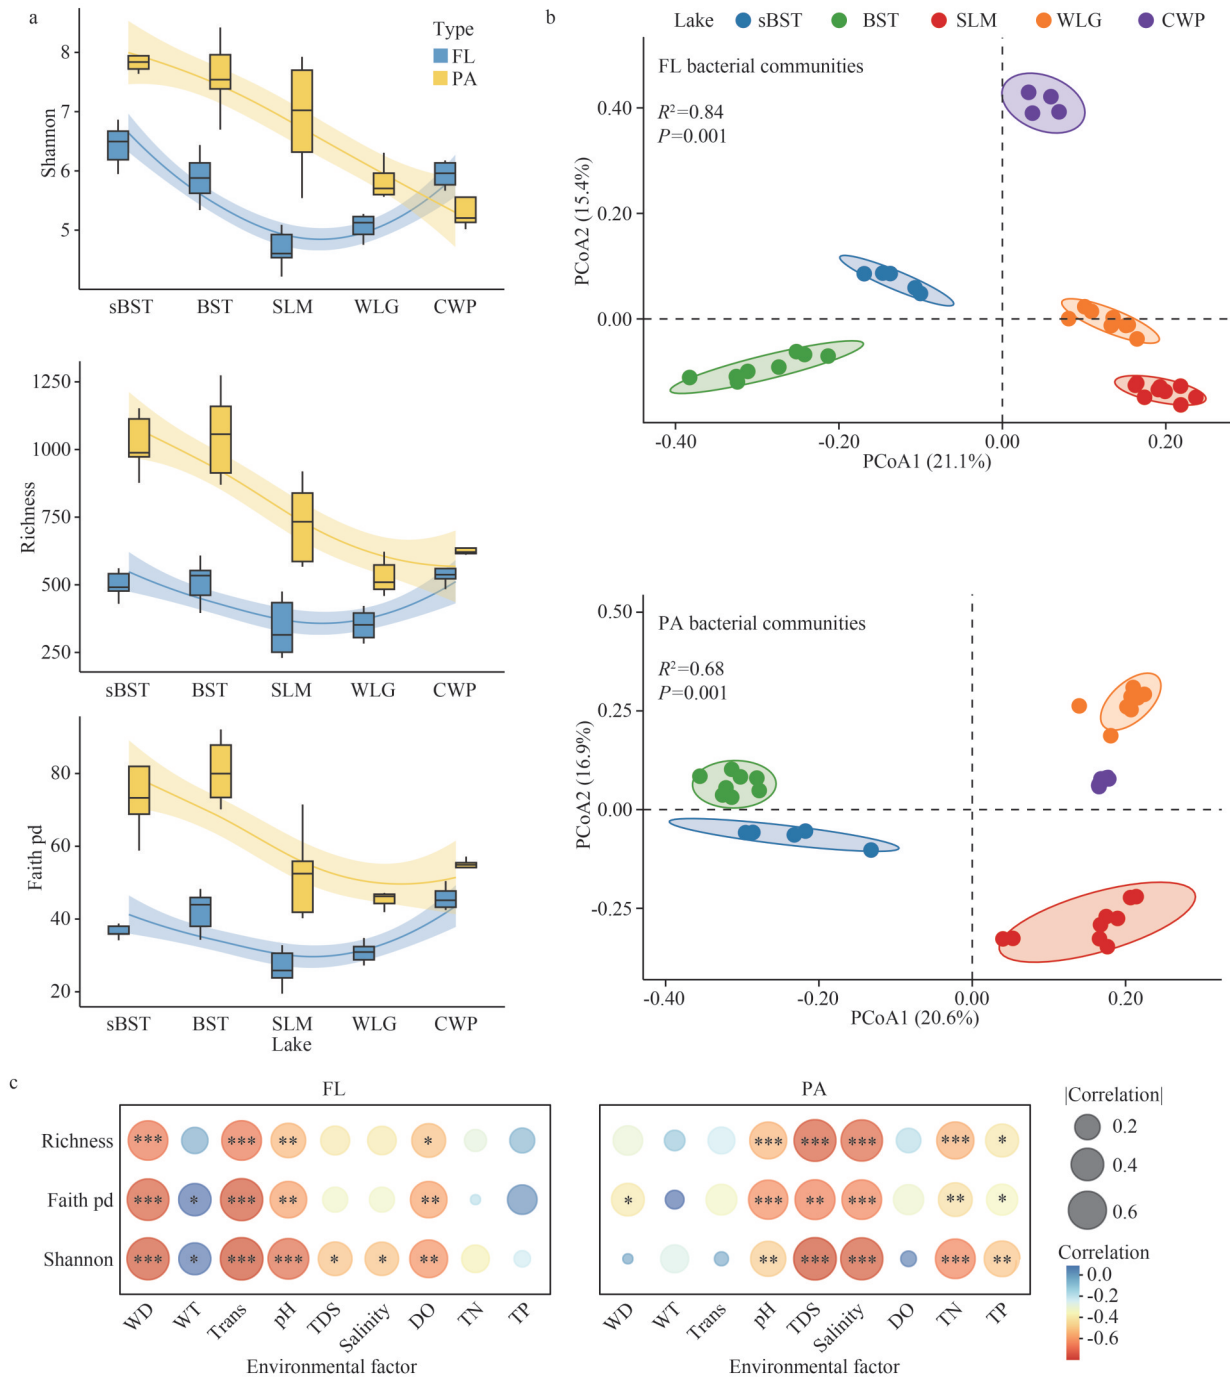 a
Type
FL
PA
Shannon
8
7
6
5
sBST BST SLM WLG CWP
Richness
1250
1000
750
500
250
sBST BST SLM WLG CWP
Faith pd
80
60
40
20
sBST BST SLM WLG CWP
Lake
b
Lake sBST BST SLM WLG CWP
FL bacterial communities
R²=0.84
P=0.001
PCoA2 (15.4%)
0.40
0.20
0.00
-0.40 -0.20 0.00 0.20
PCoA1 (21.1%)
PA bacterial communities
R²=0.68
P=0.001
PCoA2 (16.9%)
0.50
0.25
0.00
-0.25
-0.40 -0.20 0.00 0.20
PCoA1 (20.6%)
c
FL
Richness *** *** ** *
Faith pd *** * *** ** **
Shannon *** * *** *** * * **
WD WT Trans pH TDS Salinity DO TN TP
Environmental factor
PA
*** *** *** *** *
* *** ** *** ** *
** *** *** *** **
WD WT Trans pH TDS Salinity DO TN TP
Environmental factor
|Correlation|
0.2
0.4
0.6
Correlation
0.0
-0.2
-0.4
-0.6